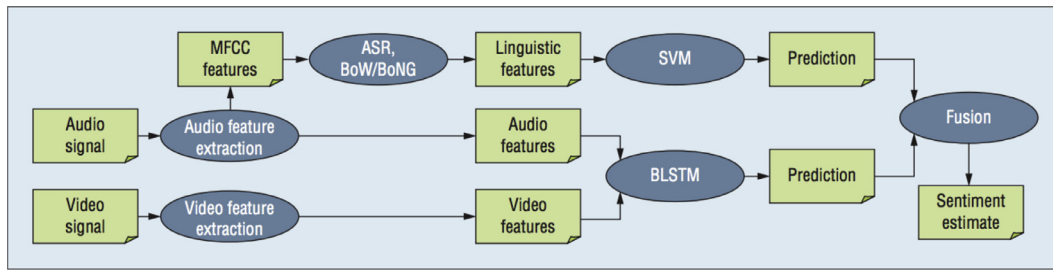 MFCC
features
ASR,
BoW/BoNG
Linguistic
features
SVM
Prediction
Audio
signal
Audio feature
extraction
Audio
features
Fusion
BLSTM
Prediction
Video
signal
Video feature
extraction
Video
features
Sentiment
estimate